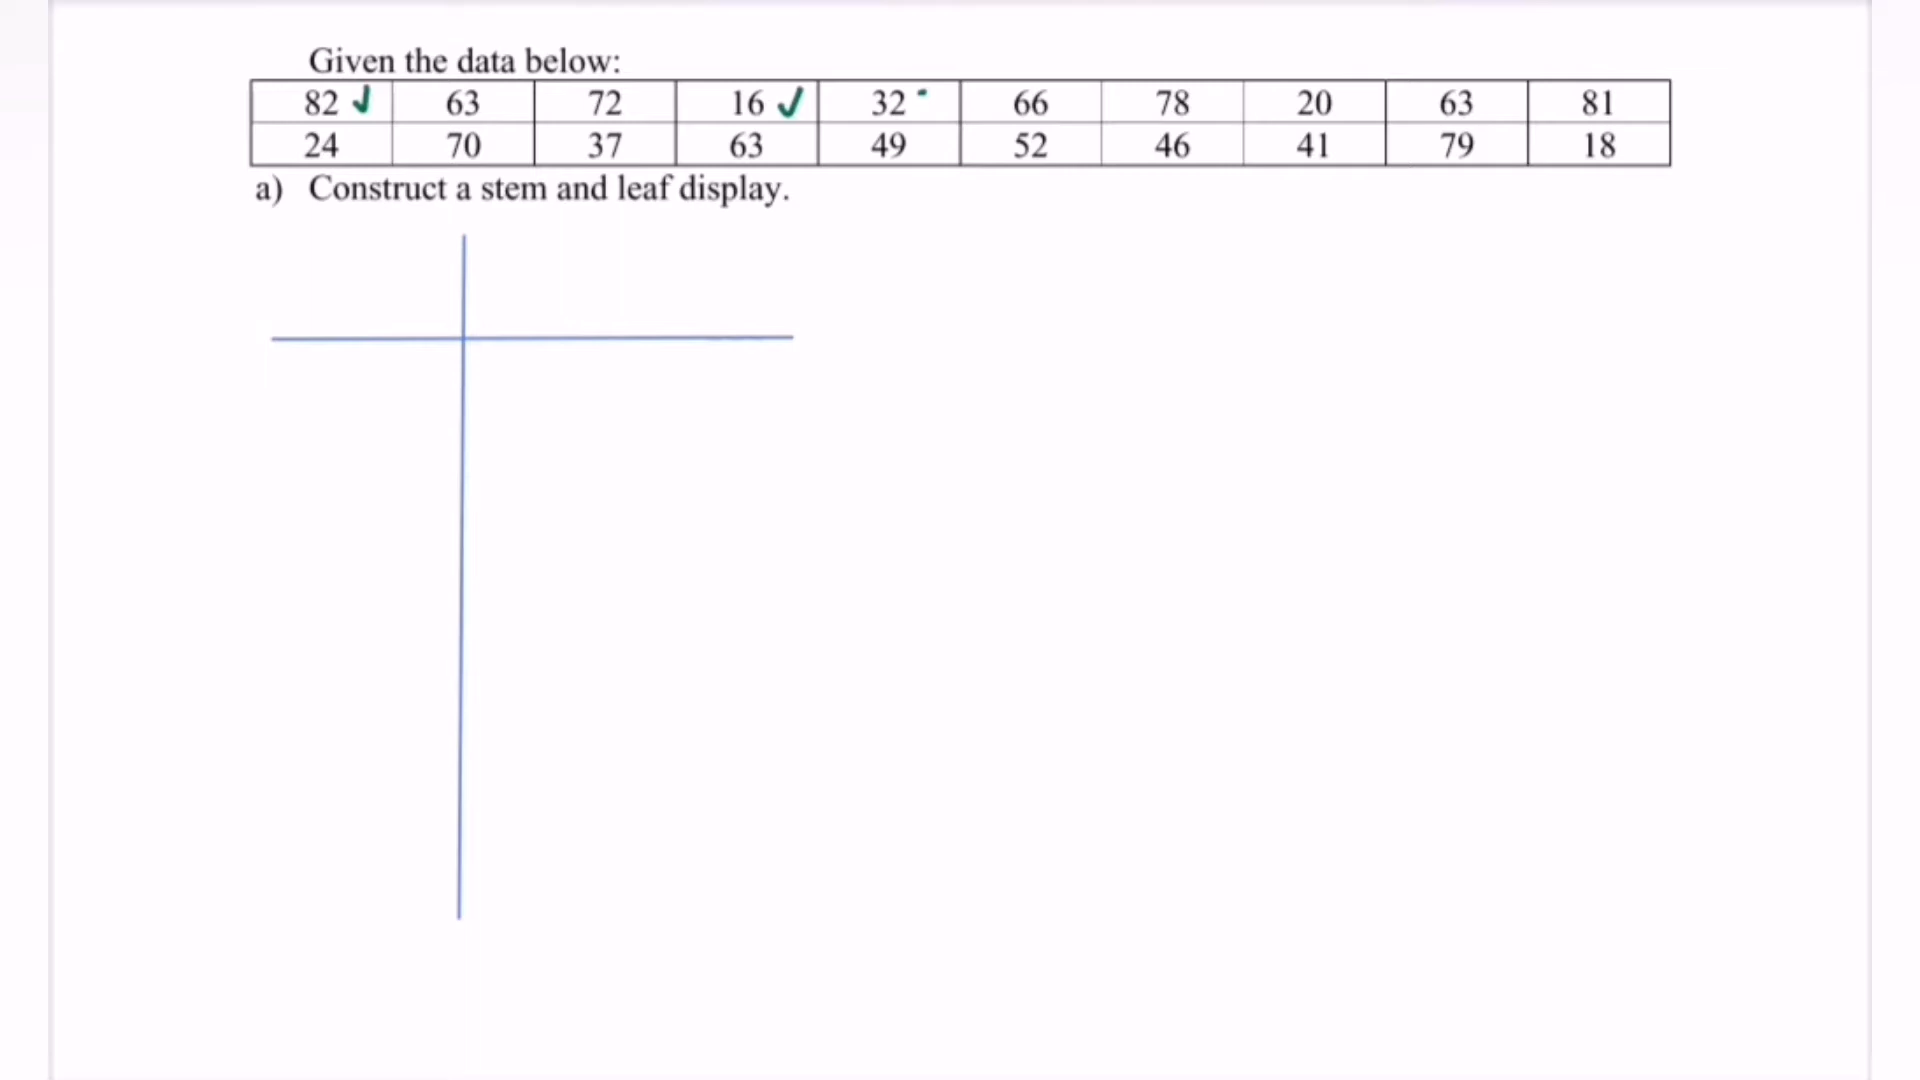 Given the data below:
82 63 72 16 32 66 78 20 63 81
24 70 37 63 49 52 46 41 79 18
a) Construct a stem and leaf display.